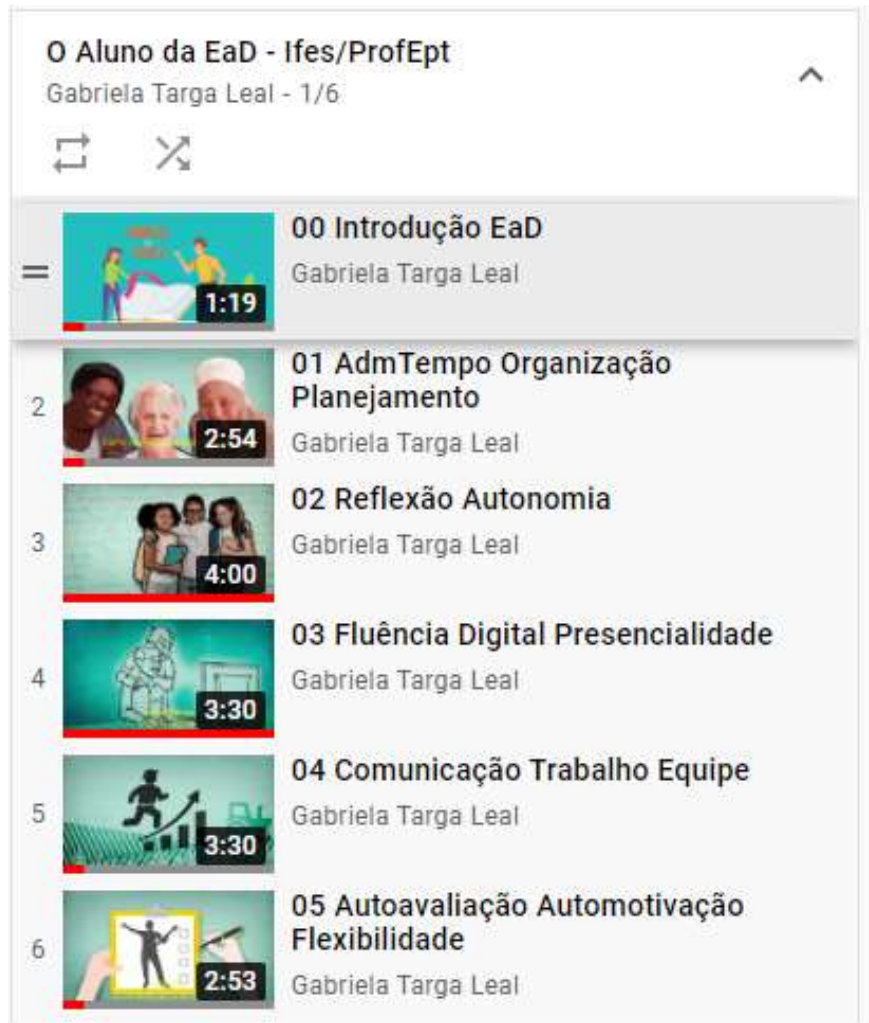 O Aluno da EaD - Ifes/ProfEpt
Gabriela Targa Leal - 1/6
00 Introdução EaD
Gabriela Targa Leal
1:19
2
01 AdmTempo Organização
Planejamento
Gabriela Targa Leal
2:54
3
02 Reflexão Autonomia
Gabriela Targa Leal
4:00
4
03 Fluência Digital Presencialidade
Gabriela Targa Leal
3:30
5
04 Comunicação Trabalho Equipe
Gabriela Targa Leal
3:30
6
05 Autoavaliação Automotivação
Flexibilidade
Gabriela Targa Leal
2:53